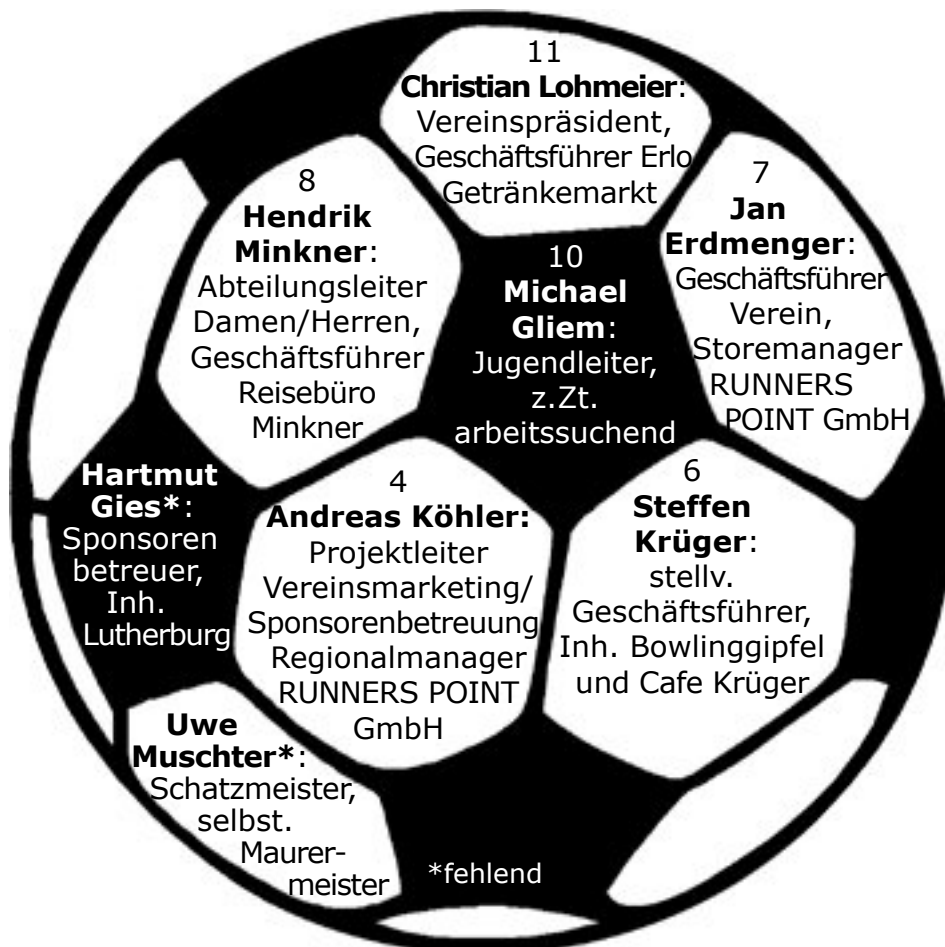 11
Christian Lohmeier:
Vereinspräsident,
Geschäftsführer Erlo
Getränkemarkt
8
Hendrik
Minkner:
Abteilungsleiter
Damen/Herren,
Geschäftsführer
Reisebüro
Minkner
10
Michael
Gliem:
Jugendleiter,
z.Zt.
arbeitssuchend
7
Jan
Erdmenger:
Geschäftsführer
Verein,
Storemanager
RUNNERS
POINT GmbH
Hartmut
Gies*:
Sponsoren
betreuer,
Inh.
Lutherburg
4
Andreas Köhler:
Projektleiter
Vereinsmarketing/
Sponsorenbetreuung
Regionalmanager
RUNNERS POINT
GmbH
6
Steffen
Krüger:
stellv.
Geschäftsführer,
Inh. Bowlinggipfel
und Cafe Krüger
Uwe
Muschter*:
Schatzmeister,
selbst.
Maurer-
meister
*fehlend